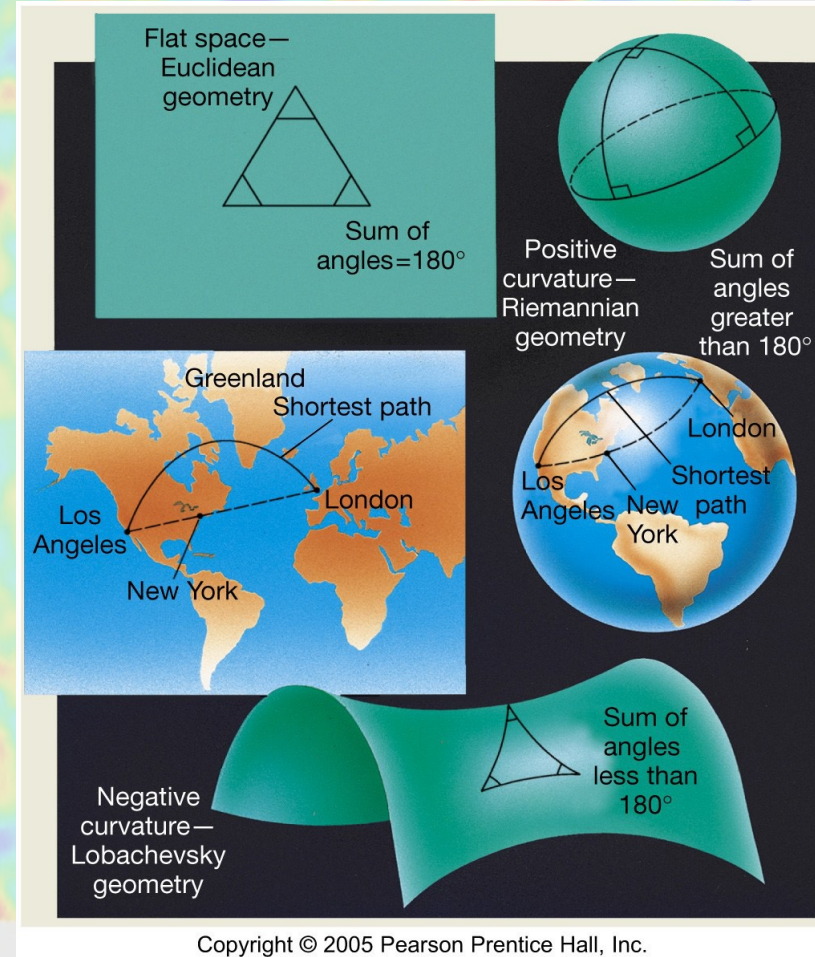 Flat space—
Euclidean
geometry
Sum of
angles=180°
Positive
curvature—
Riemannian
geometry
Sum of
angles
greater
than 180°
Greenland
Shortest path
London
Los
Angeles
New York
London
Shortest
path
Los
Angeles
New
York
Sum of
angles
less than
180°
Negative
curvature—
Lobachevsky
geometry
Copyright © 2005 Pearson Prentice Hall, Inc.